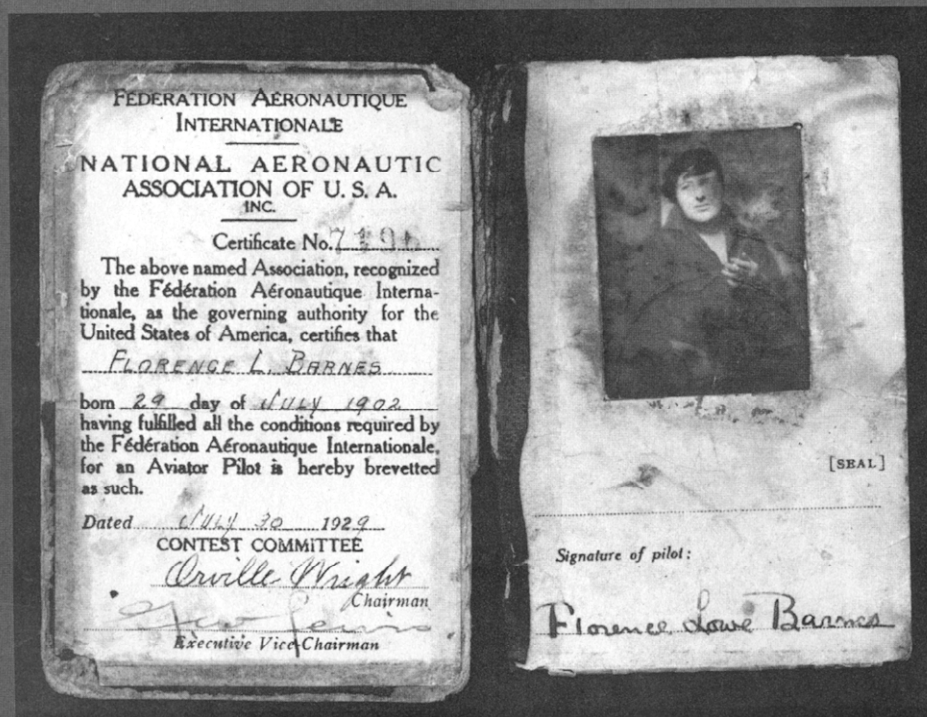 FÉDÉRATION AÉRONAUTIQUE
INTERNATIONALE
NATIONAL AERONAUTIC
ASSOCIATION OF U. S. A.
INC.
Certificate No.
The above named Association, recognized
by the Fédération Aéronautique Interna-
tionale, as the governing authority for the
United States of America, certifies that
FLORENCE L. BARNES
born 29 day of JULY 1902
having fulfilled all the conditions required by
the Fédération Aéronautique Internationale,
for an Aviator Pilot is hereby brevetted
as such.
Dated JULY 30 1929
CONTEST COMMITTEE
Orville Wright
Chairman
Executive Vice Chairman
[SEAL]
Signature of pilot:
Florence Lowe Barnes